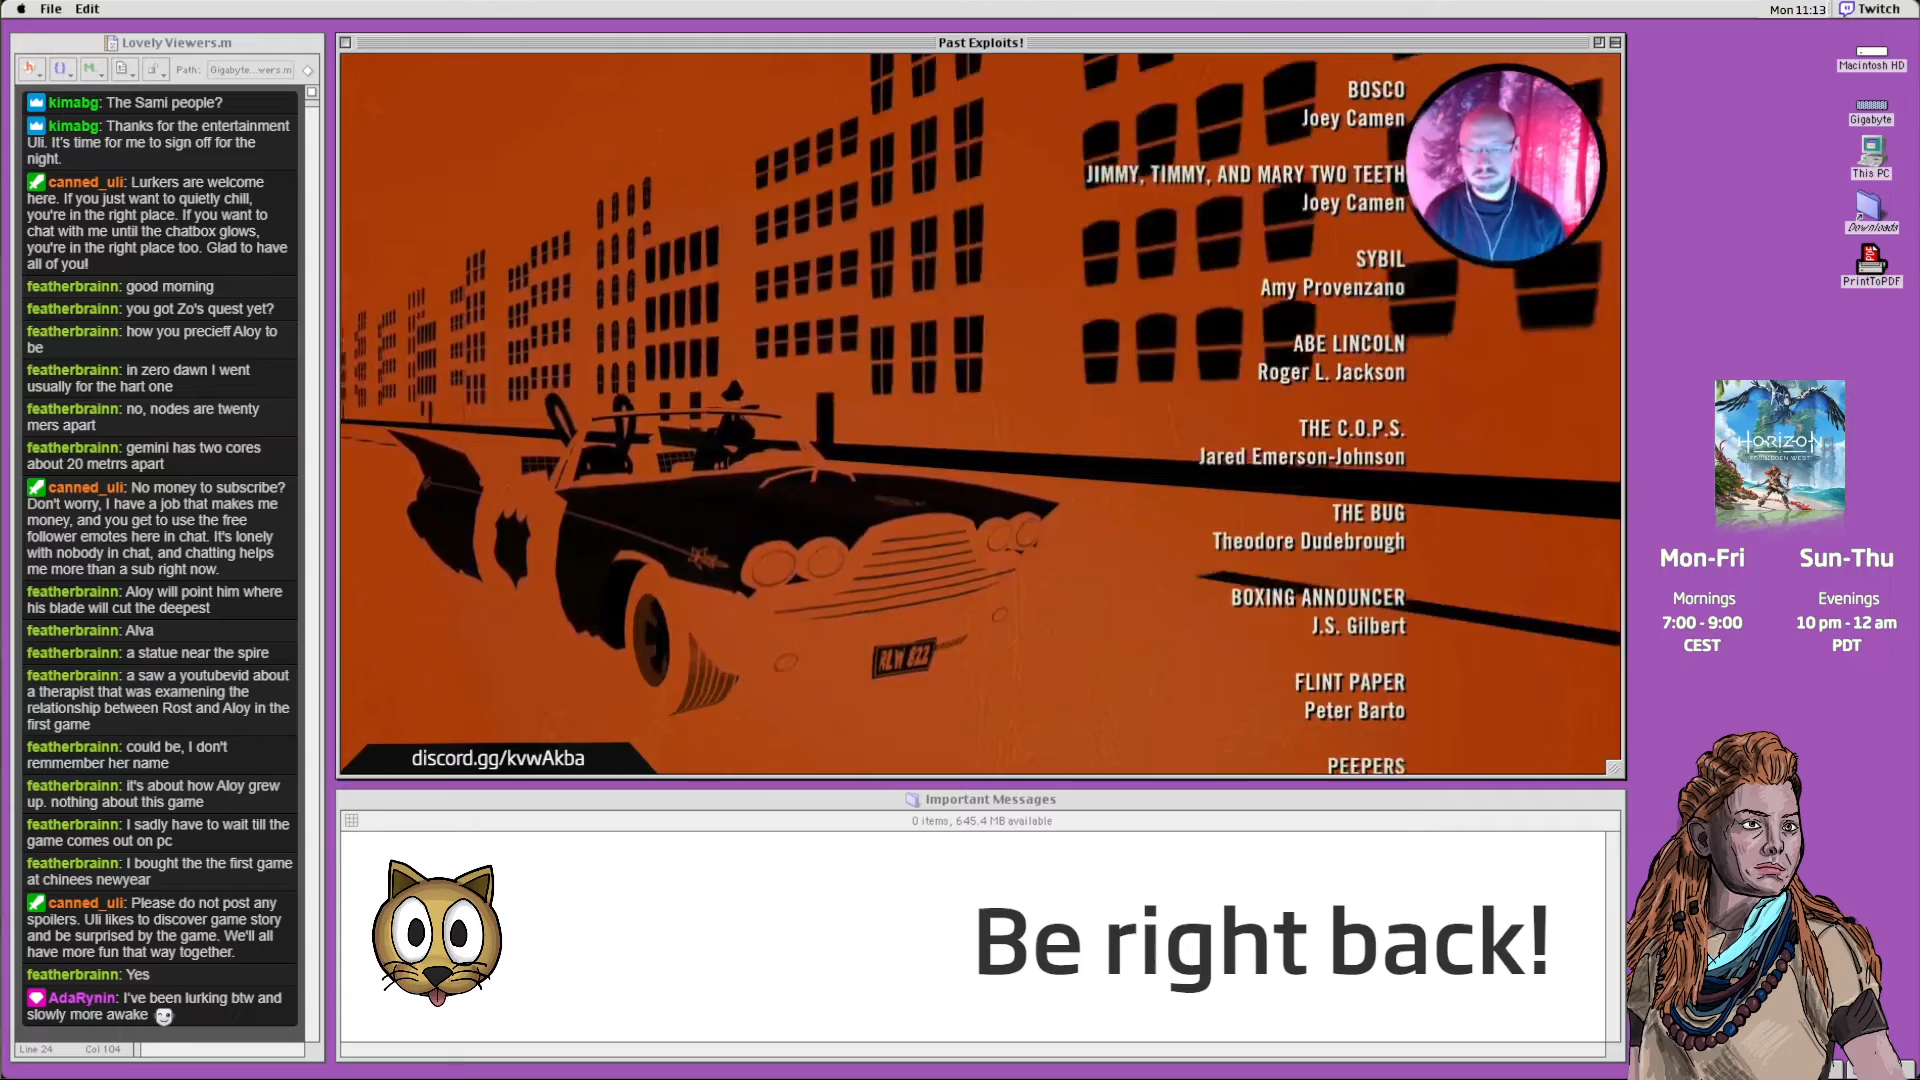 File Edit
Mon 11:13 Twitch
Lovely Viewers.m
Path: Gigabyte...wers.m
kimabg: The Sami people?
kimabg: Thanks for the entertainment
Uli. It's time for me to sign off for the
night.
canned_uli: Lurkers are welcome
here. If you just want to quietly chill,
you're in the right place. If you want to
chat with me until the chatbox glows,
you're in the right place too. Glad to have
all of you!
featherbrainn: good morning
featherbrainn: you got Zo's quest yet?
featherbrainn: how you precieff Aloy to
be
featherbrainn: in zero dawn I went
usually for the hart one
featherbrainn: no, nodes are twenty
mers apart
featherbrainn: gemini has two cores
about 20 metrrs apart
canned_uli: No money to subscribe?
Don't worry, I have a job that makes me
money, and you get to use the free
follower emotes here in chat. It's lonely
with nobody in chat, and chatting helps
me more than a sub right now.
featherbrainn: Aloy will point him where
his blade will cut the deepest
featherbrainn: Alva
featherbrainn: a statue near the spire
featherbrainn: a saw a youtubevid about
a therapist that was examening the
relationship between Rost and Aloy in the
first game
featherbrainn: could be, I don't
remmember her name
featherbrainn: it's about how Aloy grew
up. nothing about this game
featherbrainn: I sadly have to wait till the
game comes out on pc
featherbrainn: I bought the the first game
at chinees newyear
canned_uli: Please do not post any
spoilers. Uli likes to discover game story
and be surprised by the game. We'll all
have more fun that way together.
featherbrainn: Yes
AdaRynin: I've been lurking btw and
slowly more awake
Line 24 Col 104
Past Exploits!
BOSCO
Joey Camen
JIMMY, TIMMY, AND MARY TWO TEETH
Joey Camen
SYBIL
Amy Provenzano
ABE LINCOLN
Roger L. Jackson
THE C.O.P.S.
Jared Emerson-Johnson
THE BUG
Theodore Dudebrough
BOXING ANNOUNCER
J.S. Gilbert
FLINT PAPER
Peter Barto
PEEPERS
RLW 822
discord.gg/kvwAkba
Important Messages
0 items, 645.4 MB available
Be right back!
Macintosh HD
Gigabyte
This PC
Downloads
PDF
PrintToPDF
HORIZON
FORBIDDEN WEST
Mon-Fri
Mornings
7:00 - 9:00
CEST
Sun-Thu
Evenings
10 pm - 12 am
PDT